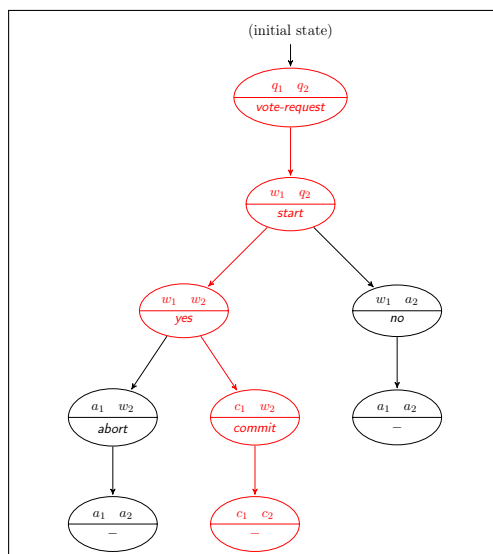 (initial state)
q₁ q₂
vote-request
w₁ q₂
start
w₁ w₂
yes
w₁ a₂
no
a₁ w₂
abort
c₁ w₂
commit
a₁ a₂
–
a₁ a₂
–
c₁ c₂
–